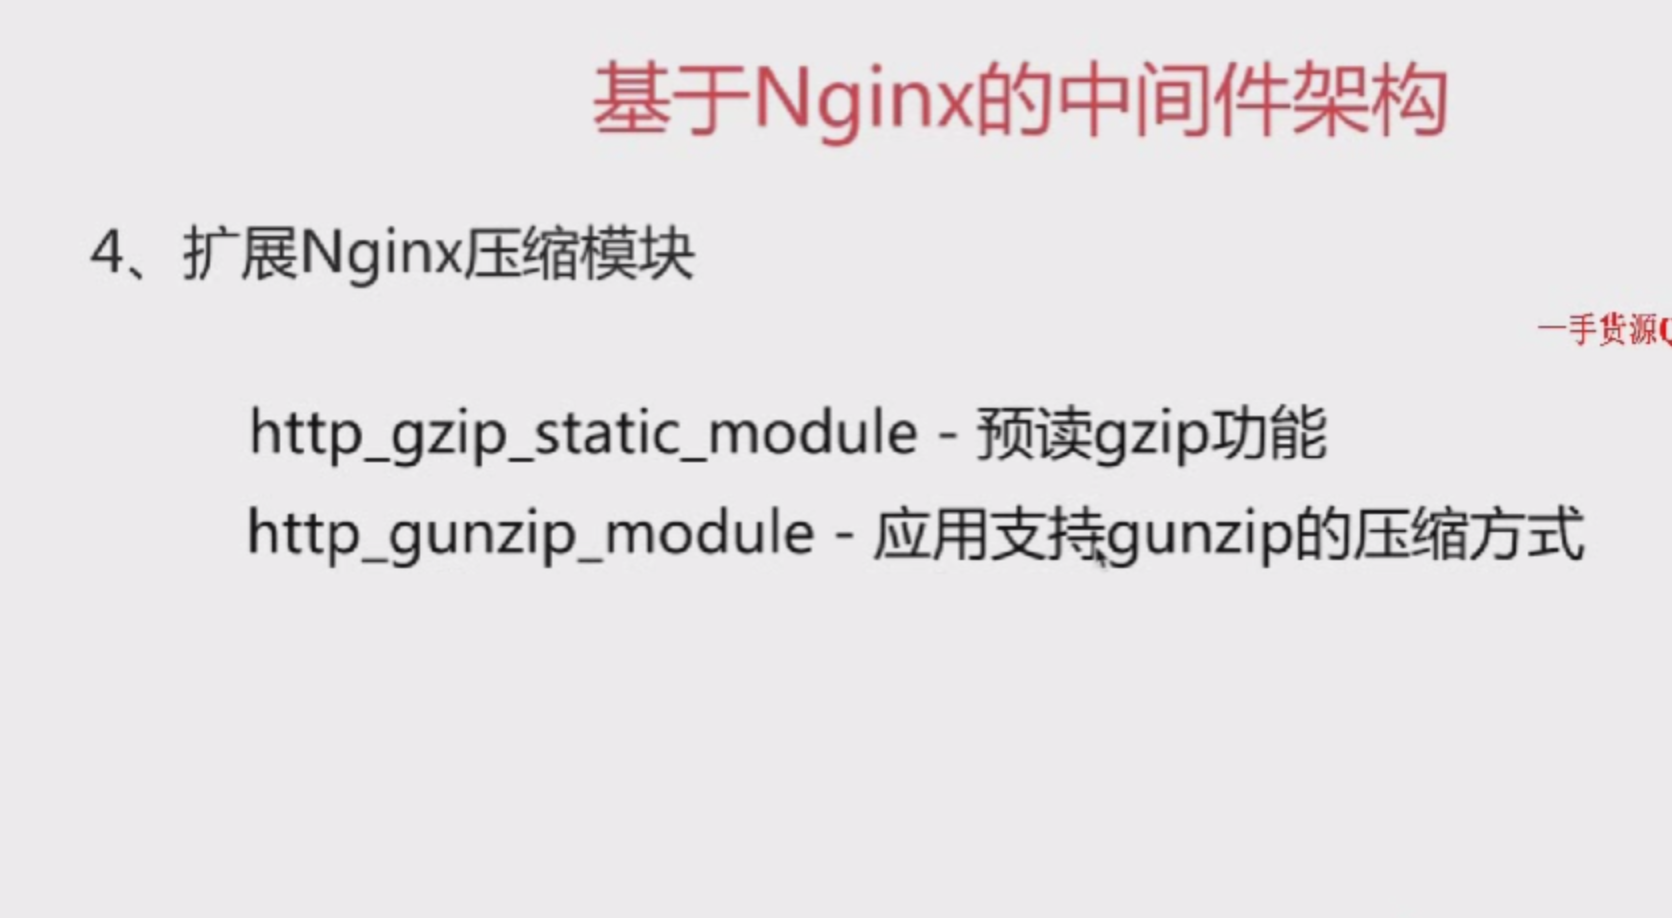 基于Nginx的中间件架构
4、扩展Nginx压缩模块
一手货源
http_gzip_static_module - 预读gzip功能
http_gunzip_module - 应用支持gunzip的压缩方式